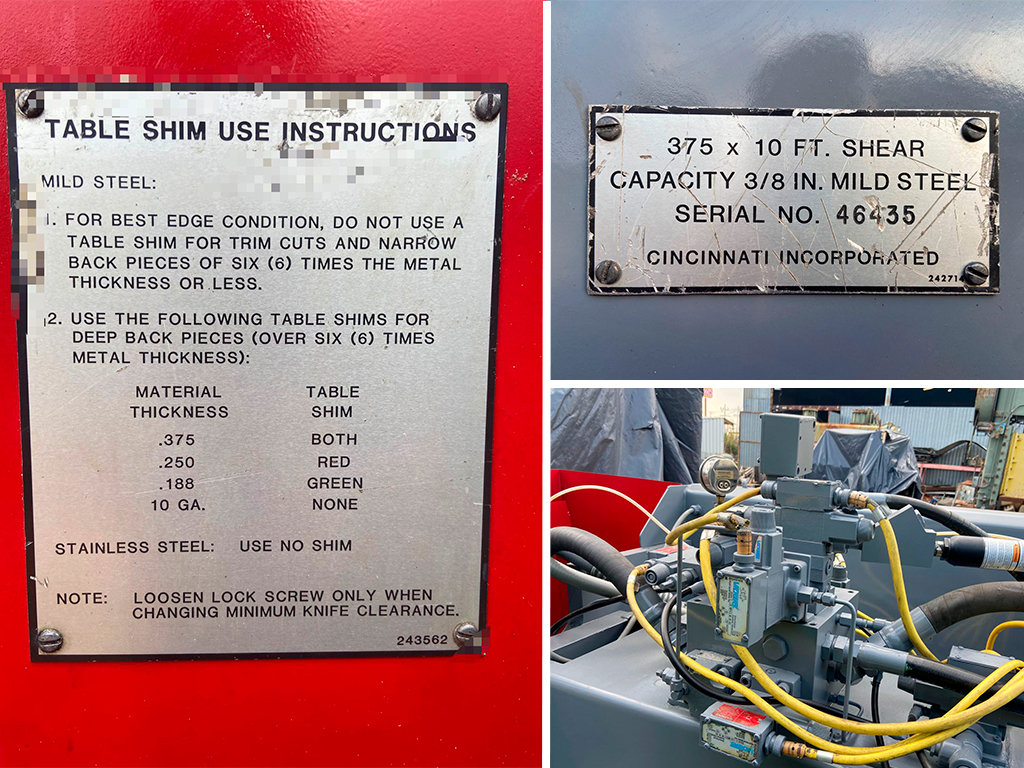 TABLE SHIM USE INSTRUCTIONS
MILD STEEL:
1. FOR BEST EDGE CONDITION, DO NOT USE A
TABLE SHIM FOR TRIM CUTS AND NARROW
BACK PIECES OF SIX (6) TIMES THE METAL
THICKNESS OR LESS.
2. USE THE FOLLOWING TABLE SHIMS FOR
DEEP BACK PIECES (OVER SIX (6) TIMES
METAL THICKNESS):
MATERIAL TABLE
THICKNESS SHIM
.375 BOTH
.250 RED
.188 GREEN
10 GA. NONE
STAINLESS STEEL: USE NO SHIM
NOTE: LOOSEN LOCK SCREW ONLY WHEN
CHANGING MINIMUM KNIFE CLEARANCE.
243562
375 x 10 FT. SHEAR
CAPACITY 3/8 IN. MILD STEEL
SERIAL NO. 46435
CINCINNATI INCORPORATED